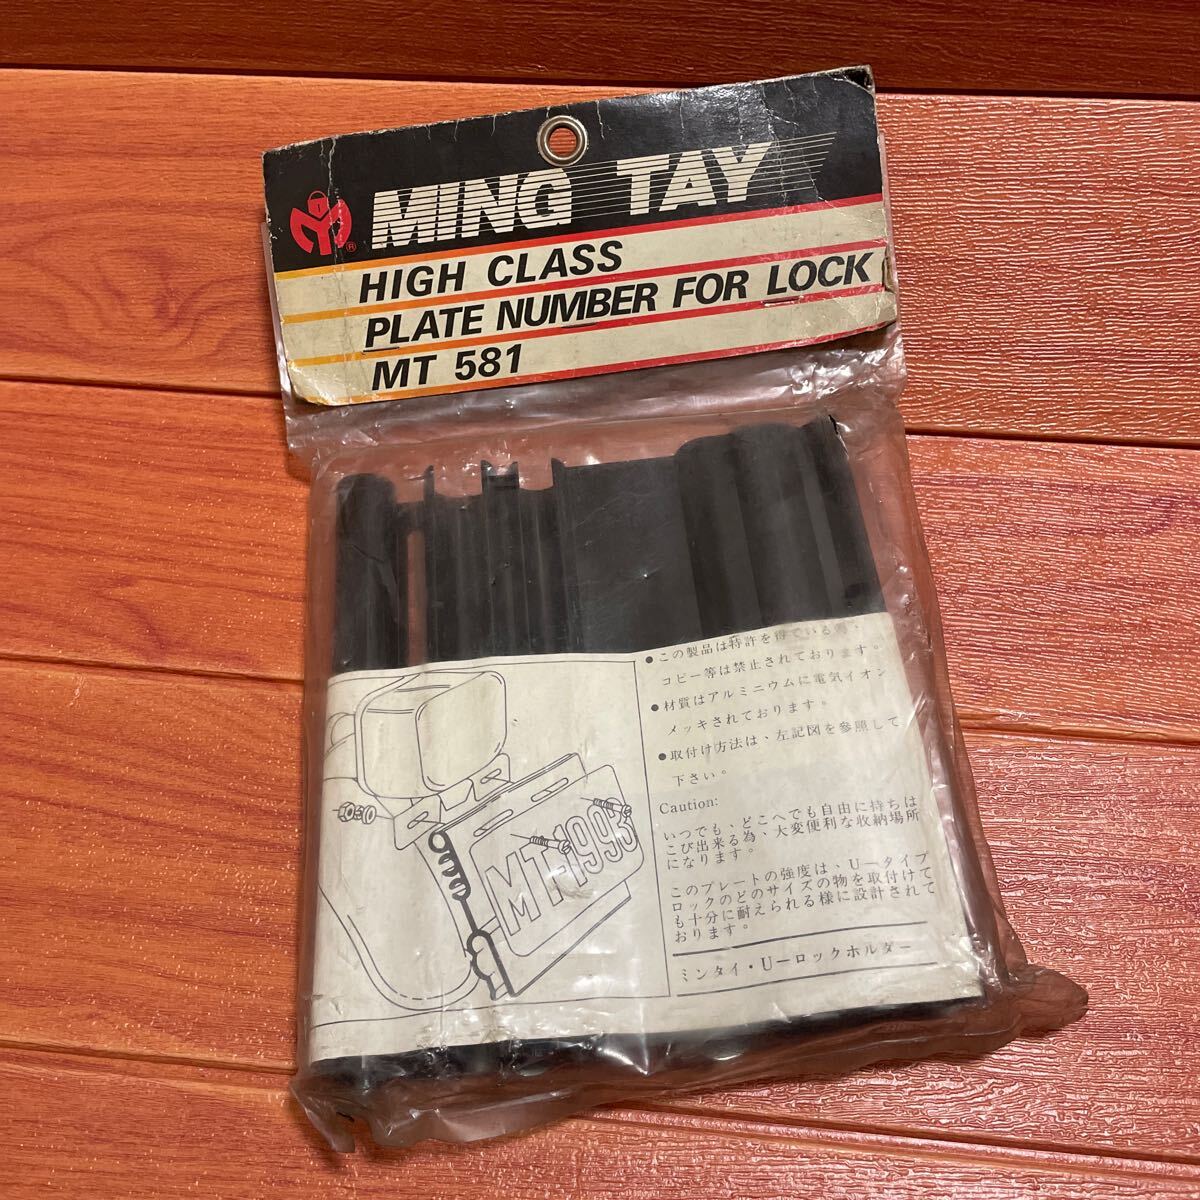 MING TAY
®
HIGH CLASS
PLATE NUMBER FOR LOCK
MT 581
●この製品は特許を得ている為、
コピー等は禁止されております。
●材質はアルミニウムに電気イオン
メッキされております。
●取付け方法は、左記図を参照して
下さい。
Caution:
いつでも、どこへでも自由に持ちは
こび出来る為、大変便利な収納場所
になります。
このプレートの強度は、Uータイプ
ロックのどのサイズの物を取付けて
も十分に耐えられる様に設計されて
おります。
ミンタイ・Uーロックホルダー
MT-1993